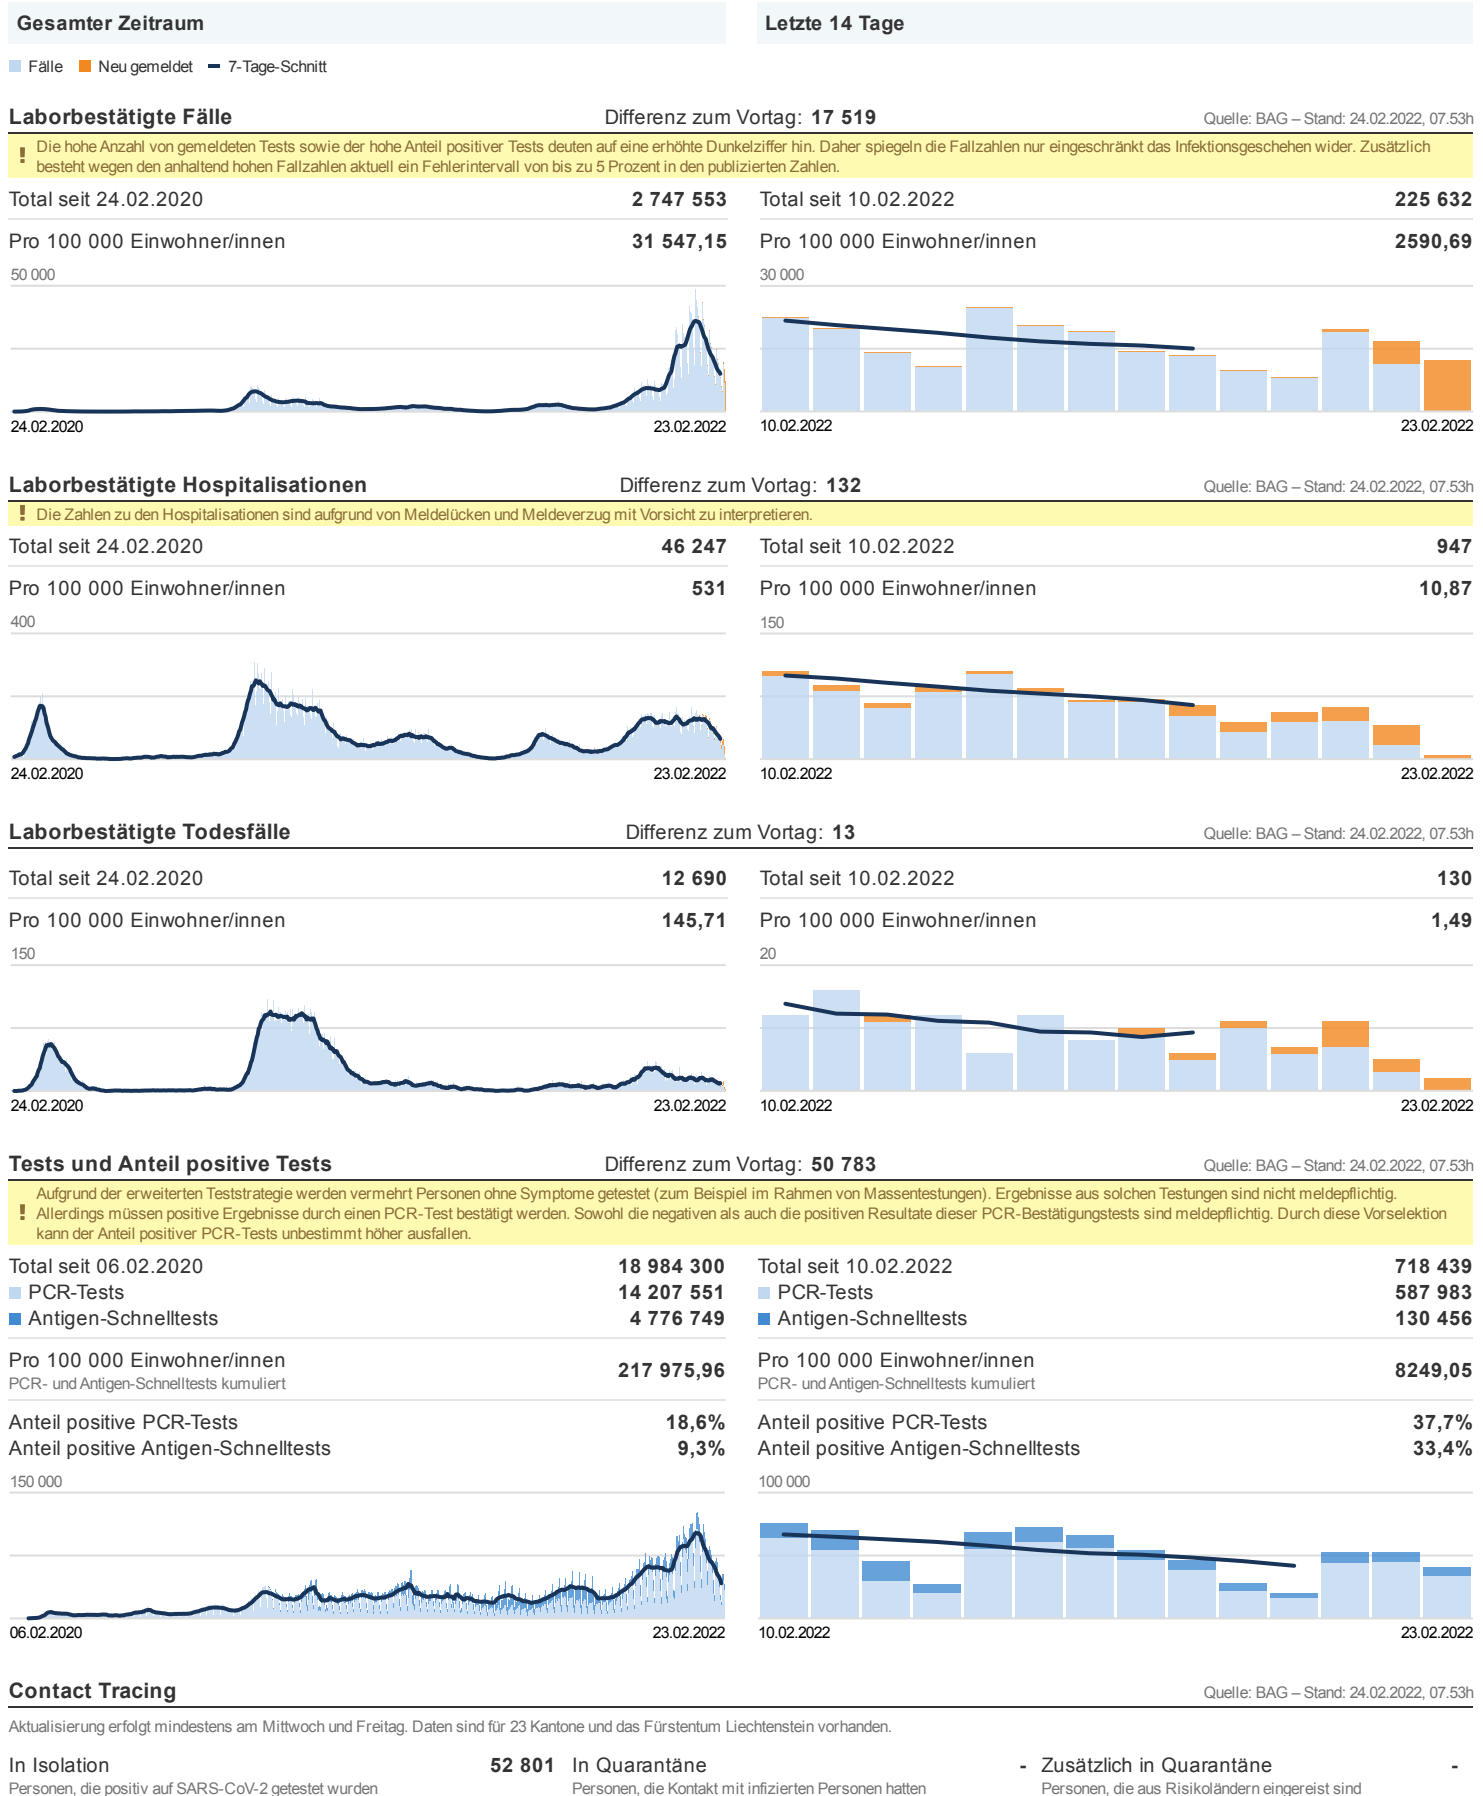 Gesamter Zeitraum
Letzte 14 Tage
Fälle Neu gemeldet 7-Tage-Schnitt
Laborbestätigte Fälle Differenz zum Vortag: 17 519 Quelle: BAG – Stand: 24.02.2022, 07.53h
! Die hohe Anzahl von gemeldeten Tests sowie der hohe Anteil positiver Tests deuten auf eine erhöhte Dunkelziffer hin. Daher spiegeln die Fallzahlen nur eingeschränkt das Infektionsgeschehen wider. Zusätzlich
besteht wegen den anhaltend hohen Fallzahlen aktuell ein Fehlerintervall von bis zu 5 Prozent in den publizierten Zahlen.
Total seit 24.02.2020 2 747 553
Pro 100 000 Einwohner/innen 31 547,15
50 000
24.02.2020 23.02.2022
Total seit 10.02.2022 225 632
Pro 100 000 Einwohner/innen 2590,69
30 000
10.02.2022 23.02.2022
Laborbestätigte Hospitalisationen Differenz zum Vortag: 132 Quelle: BAG – Stand: 24.02.2022, 07.53h
! Die Zahlen zu den Hospitalisationen sind aufgrund von Meldelücken und Meldeverzug mit Vorsicht zu interpretieren.
Total seit 24.02.2020 46 247
Pro 100 000 Einwohner/innen 531
400
24.02.2020 23.02.2022
Total seit 10.02.2022 947
Pro 100 000 Einwohner/innen 10,87
150
10.02.2022 23.02.2022
Laborbestätigte Todesfälle Differenz zum Vortag: 13 Quelle: BAG – Stand: 24.02.2022, 07.53h
Total seit 24.02.2020 12 690
Pro 100 000 Einwohner/innen 145,71
150
24.02.2020 23.02.2022
Total seit 10.02.2022 130
Pro 100 000 Einwohner/innen 1,49
20
10.02.2022 23.02.2022
Tests und Anteil positive Tests Differenz zum Vortag: 50 783 Quelle: BAG – Stand: 24.02.2022, 07.53h
Aufgrund der erweiterten Teststrategie werden vermehrt Personen ohne Symptome getestet (zum Beispiel im Rahmen von Massentestungen). Ergebnisse aus solchen Testungen sind nicht meldepflichtig.
! Allerdings müssen positive Ergebnisse durch einen PCR-Test bestätigt werden. Sowohl die negativen als auch die positiven Resultate dieser PCR-Bestätigungstests sind meldepflichtig. Durch diese Vorselektion
kann der Anteil positiver PCR-Tests unbestimmt höher ausfallen.
Total seit 06.02.2020 18 984 300
PCR-Tests 14 207 551
Antigen-Schnelltests 4 776 749
Pro 100 000 Einwohner/innen 217 975,96
PCR- und Antigen-Schnelltests kumuliert
Anteil positive PCR-Tests 18,6%
Anteil positive Antigen-Schnelltests 9,3%
150 000
06.02.2020 23.02.2022
Total seit 10.02.2022 718 439
PCR-Tests 587 983
Antigen-Schnelltests 130 456
Pro 100 000 Einwohner/innen 8249,05
PCR- und Antigen-Schnelltests kumuliert
Anteil positive PCR-Tests 37,7%
Anteil positive Antigen-Schnelltests 33,4%
100 000
10.02.2022 23.02.2022
Contact Tracing Quelle: BAG – Stand: 24.02.2022, 07.53h
Aktualisierung erfolgt mindestens am Mittwoch und Freitag. Daten sind für 23 Kantone und das Fürstentum Liechtenstein vorhanden.
In Isolation 52 801
Personen, die positiv auf SARS-CoV-2 getestet wurden
In Quarantäne -
Personen, die Kontakt mit infizierten Personen hatten
Zusätzlich in Quarantäne -
Personen, die aus Risikoländern eingereist sind